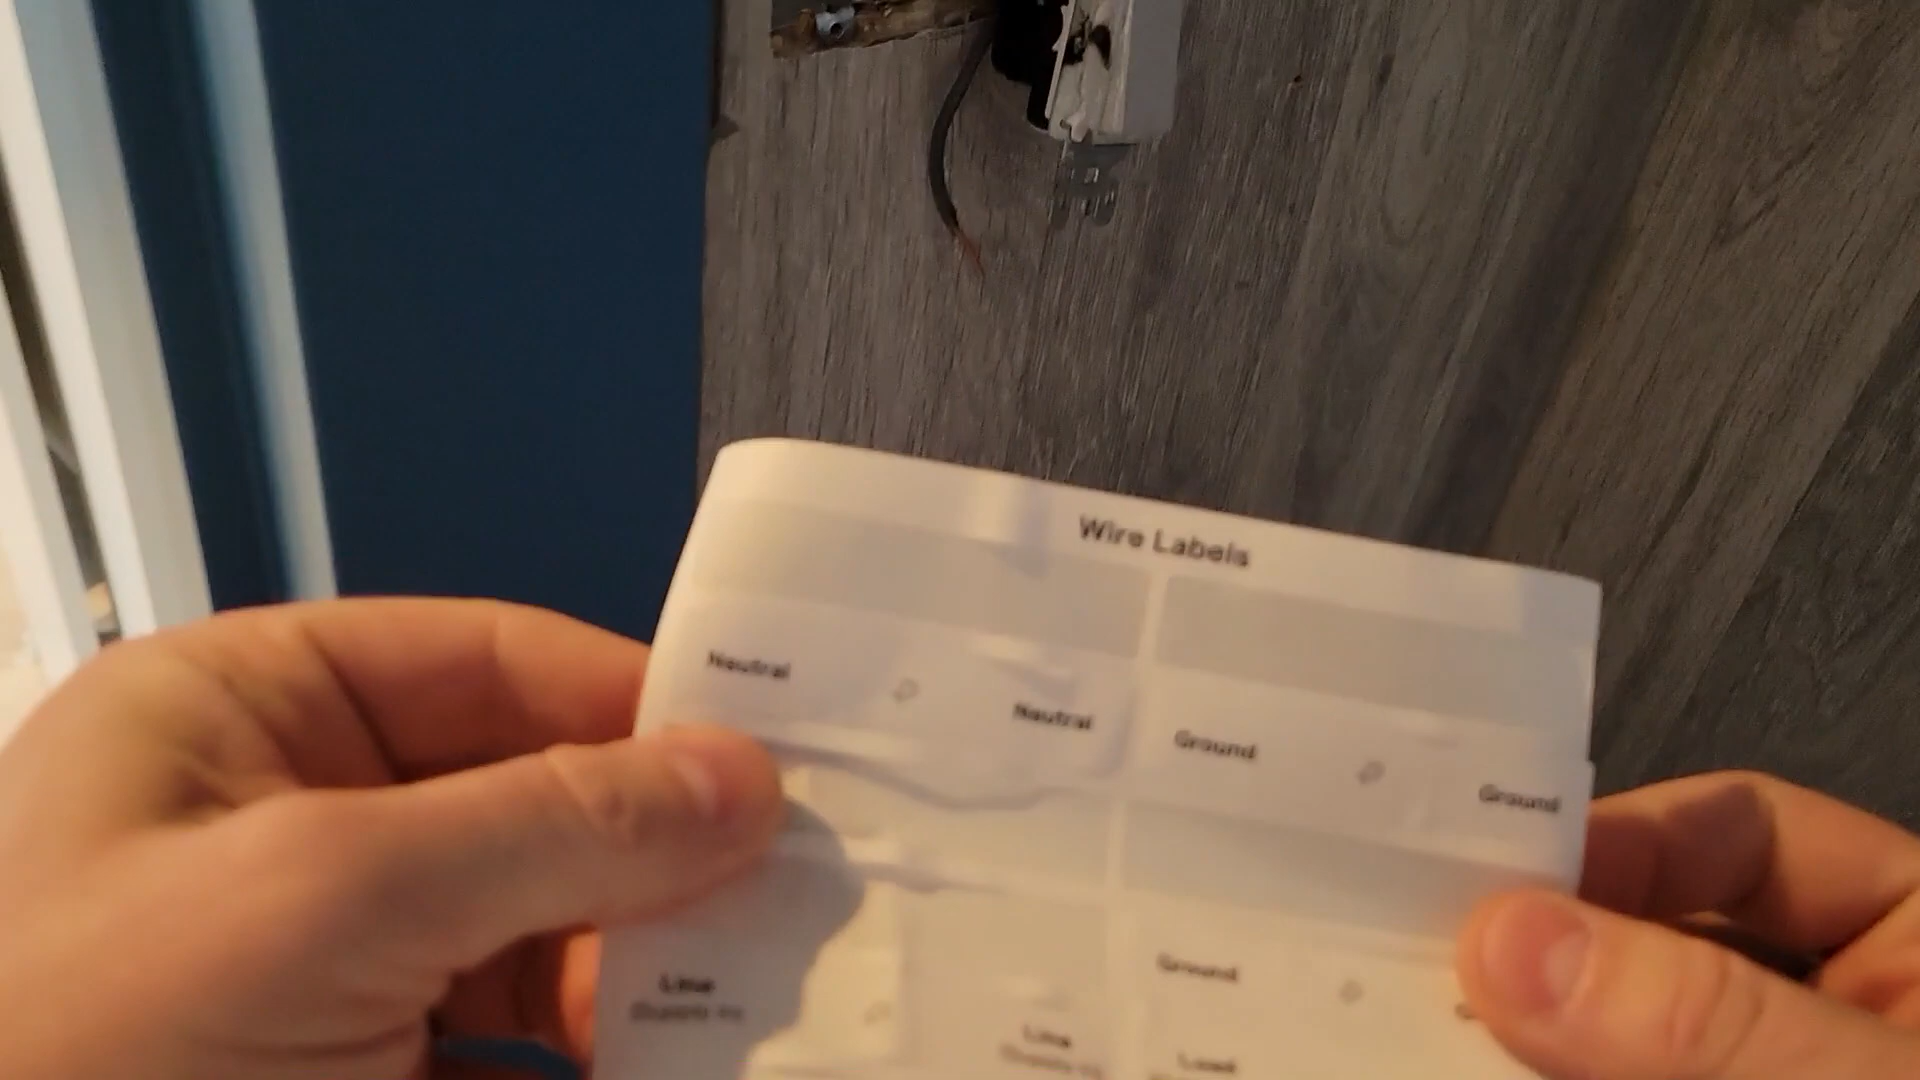 Wire Labels
Neutral
Neutral
Ground
Ground
Ground
Line
Line
Load